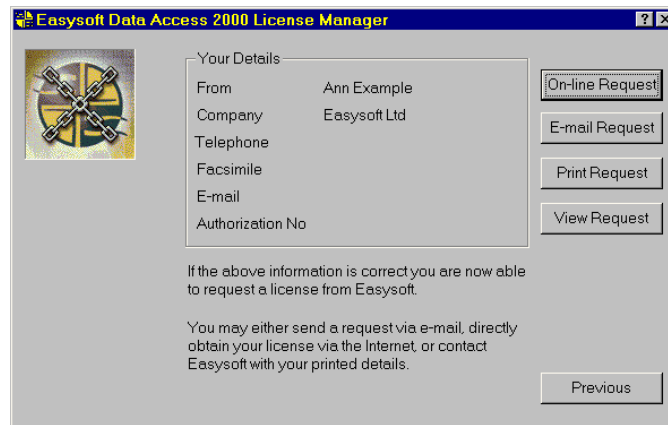 Easysoft Data Access 2000 License Manager
Your Details
From Ann Example
Company Easysoft Ltd
Telephone
Facsimile
E-mail
Authorization No
On-line Request
E-mail Request
Print Request
View Request
If the above information is correct you are now able
to request a license from Easysoft.
You may either send a request via e-mail, directly
obtain your license via the Internet, or contact
Easysoft with your printed details.
Previous